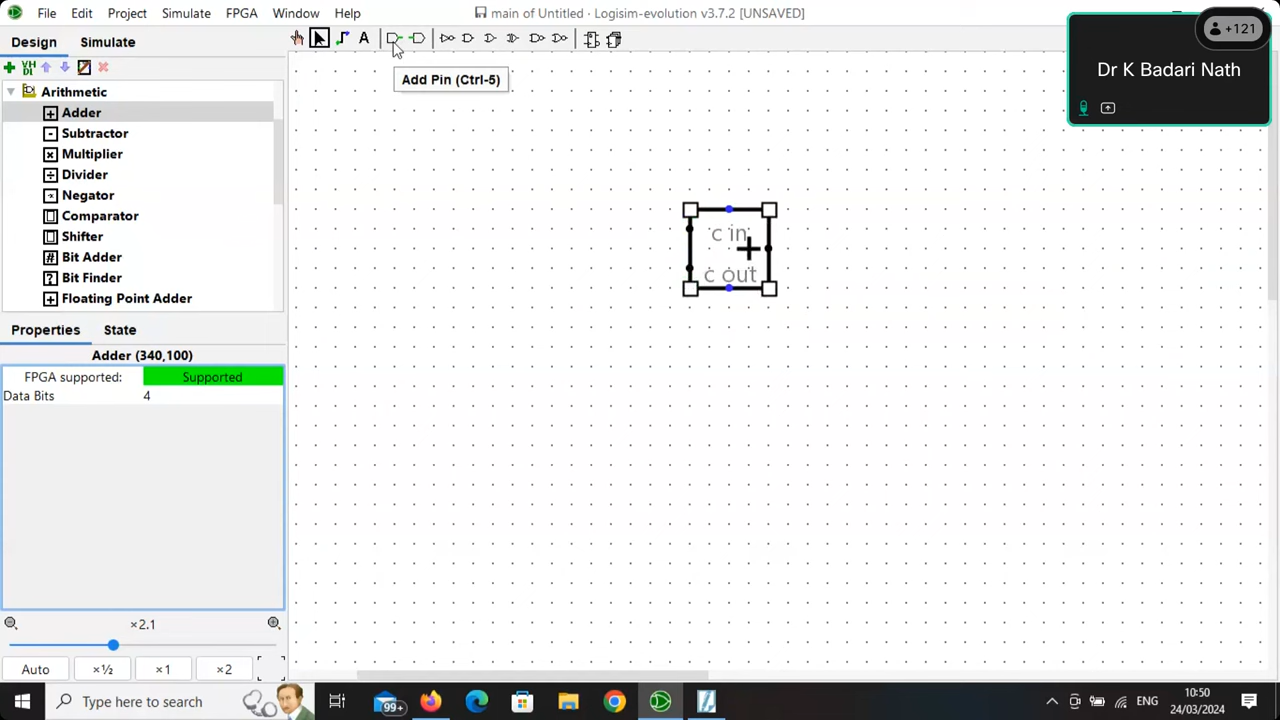 File Edit Project Simulate FPGA Window Help
main of Untitled · Logisim-evolution v3.7.2 [UNSAVED]
+121
Dr K Badari Nath
Design Simulate
A
Add Pin (Ctrl-5)
VH
DL
Arithmetic
Adder
Subtractor
Multiplier
Divider
Negator
Comparator
Shifter
Bit Adder
Bit Finder
Floating Point Adder
c in
+
c out
Properties State
Adder (340,100)
FPGA supported: Supported
Data Bits 4
×2.1
Auto ×½ ×1 ×2
Type here to search
99+
ENG
10:50
24/03/2024